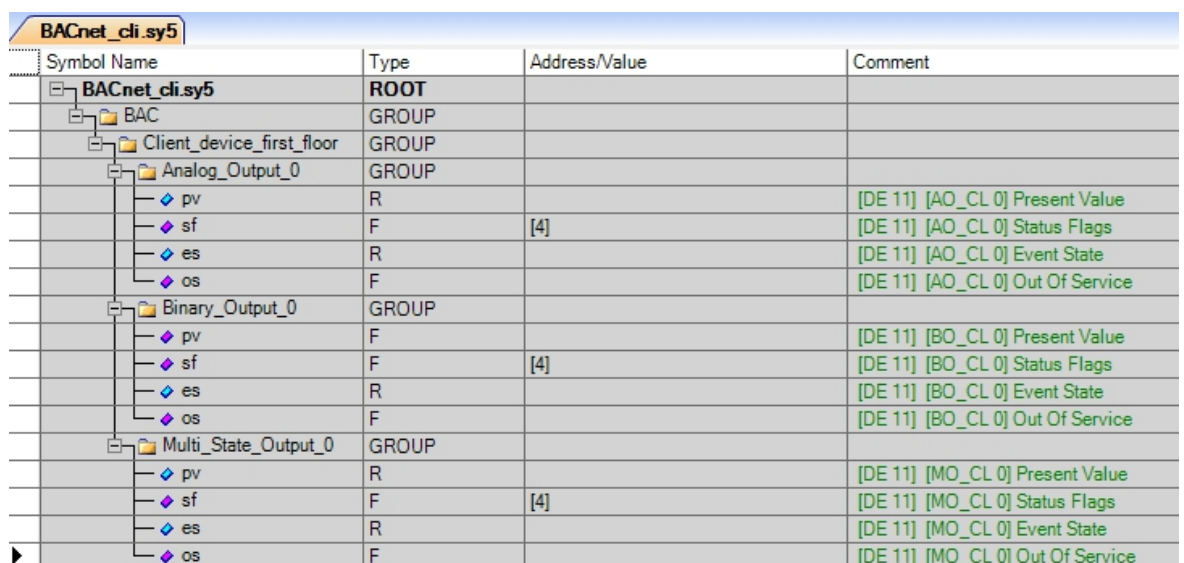 BACnet_cli.sy5
Symbol Name Type Address/Value Comment
BACnet_cli.sy5 ROOT
BAC GROUP
Client_device_first_floor GROUP
Analog_Output_0 GROUP
pv R [DE 11] [AO_CL 0] Present Value
sf F [4] [DE 11] [AO_CL 0] Status Flags
es R [DE 11] [AO_CL 0] Event State
os F [DE 11] [AO_CL 0] Out Of Service
Binary_Output_0 GROUP
pv F [DE 11] [BO_CL 0] Present Value
sf F [4] [DE 11] [BO_CL 0] Status Flags
es R [DE 11] [BO_CL 0] Event State
os F [DE 11] [BO_CL 0] Out Of Service
Multi_State_Output_0 GROUP
pv R [DE 11] [MO_CL 0] Present Value
sf F [4] [DE 11] [MO_CL 0] Status Flags
es R [DE 11] [MO_CL 0] Event State
os F [DE 11] [MO_CL 0] Out Of Service